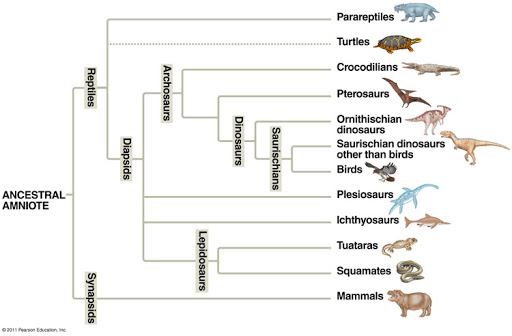 Parareptiles
Turtles
Crocodilians
Pterosaurs
Ornithischian
dinosaurs
Saurischian dinosaurs
other than birds
Birds
Plesiosaurs
Ichthyosaurs
Tuataras
Squamates
Mammals
Reptiles
Archosaurs
Dinosaurs
Saurischians
Diapsids
Lepidosaurs
Synapsids
ANCESTRAL
AMNIOTE
© 2011 Pearson Education, Inc.